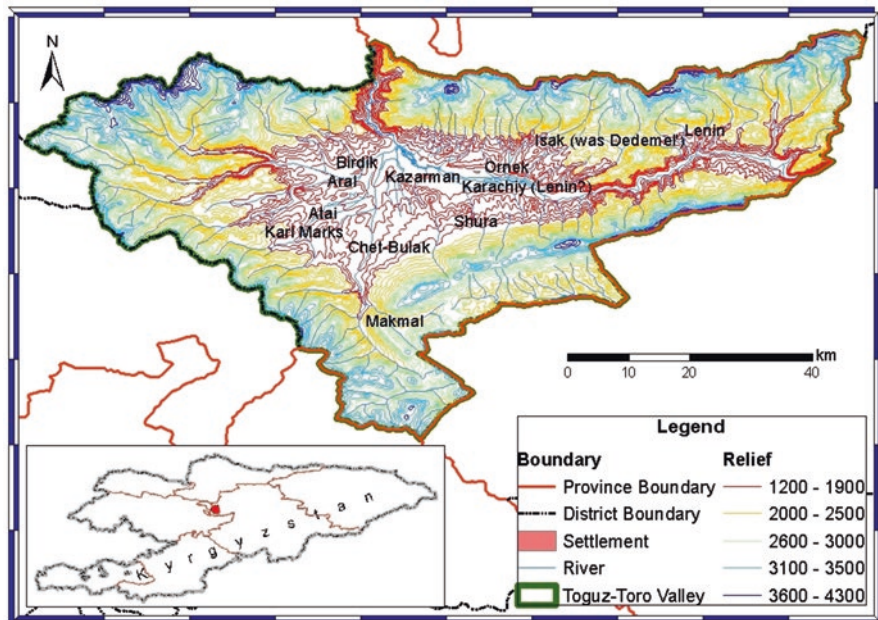 N
Isak (was Dedeme!)
Lenin
Birdik
Ornek
Aral
Kazarman
Karachiy (Lenin?)
Atai
Shura
Karl Marks
Chet-Bulak
Makmal
km
0 10 20 40
Legend
Boundary Relief
Province Boundary 1200 - 1900
District Boundary 2000 - 2500
Settlement 2600 - 3000
River 3100 - 3500
Toguz-Toro Valley 3600 - 4300
Kyrgyzstan